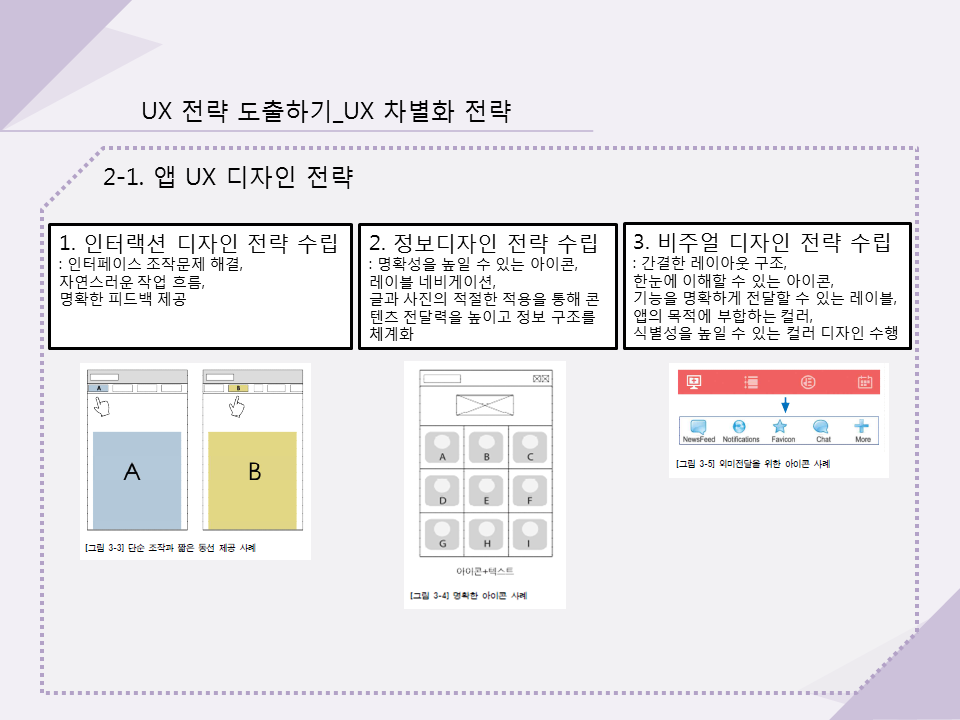 UX 전략 도출하기_UX 차별화 전략
2-1. 앱 UX 디자인 전략
1. 인터랙션 디자인 전략 수립
: 인터페이스 조작문제 해결,
자연스러운 작업 흐름,
명확한 피드백 제공
2. 정보디자인 전략 수립
: 명확성을 높일 수 있는 아이콘,
레이블 네비게이션,
글과 사진의 적절한 적용을 통해 콘
텐츠 전달력을 높이고 정보 구조를
체계화
3. 비주얼 디자인 전략 수립
: 간결한 레이아웃 구조,
한눈에 이해할 수 있는 아이콘,
기능을 명확하게 전달할 수 있는 레이블,
앱의 목적에 부합하는 컬러,
식별성을 높일 수 있는 컬러 디자인 수행
A
B
A
B
[그림 3-3] 단순 조작과 짧은 동선 제공 사례
A B C
D E F
G H I
아이콘+텍스트
[그림 3-4] 명확한 아이콘 사례
NewsFeed Notifications Favicon Chat More
[그림 3-5] 의미전달을 위한 아이콘 사례